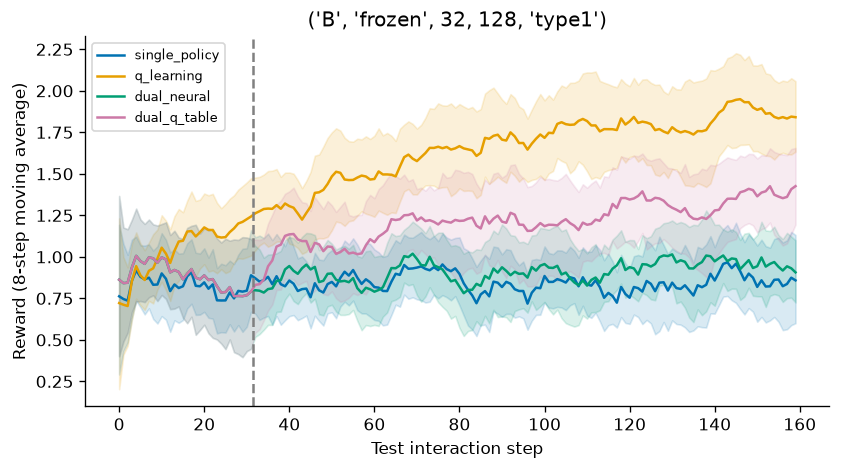 ('B', 'frozen', 32, 128, 'type1')
single_policy
q_learning
dual_neural
dual_q_table
Reward (8-step moving average)
2.25
2.00
1.75
1.50
1.25
1.00
0.75
0.50
0.25
0 20 40 60 80 100 120 140 160
Test interaction step